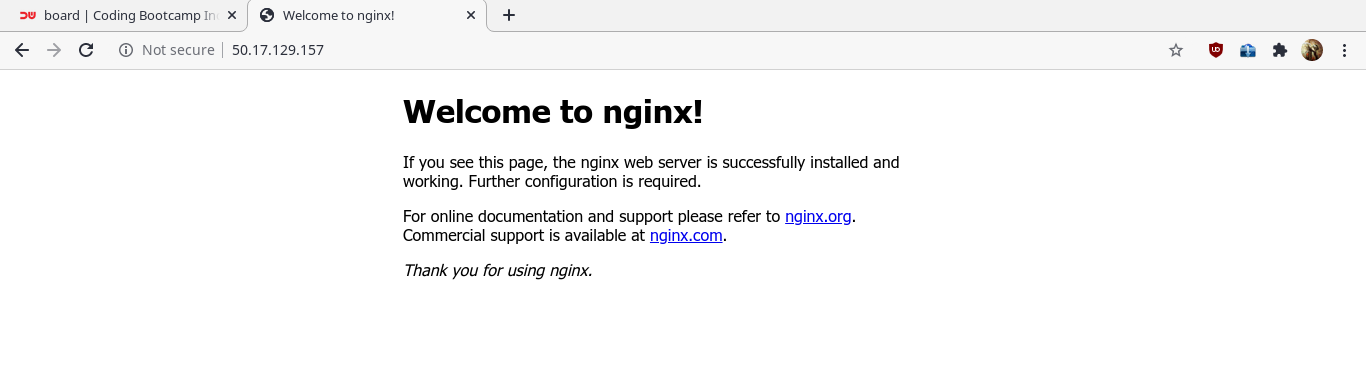 board | Coding Bootcamp In
Welcome to nginx!
Not secure
50.17.129.157
Welcome to nginx!
If you see this page, the nginx web server is successfully installed and
working. Further configuration is required.
For online documentation and support please refer to nginx.org.
Commercial support is available at nginx.com.
Thank you for using nginx.